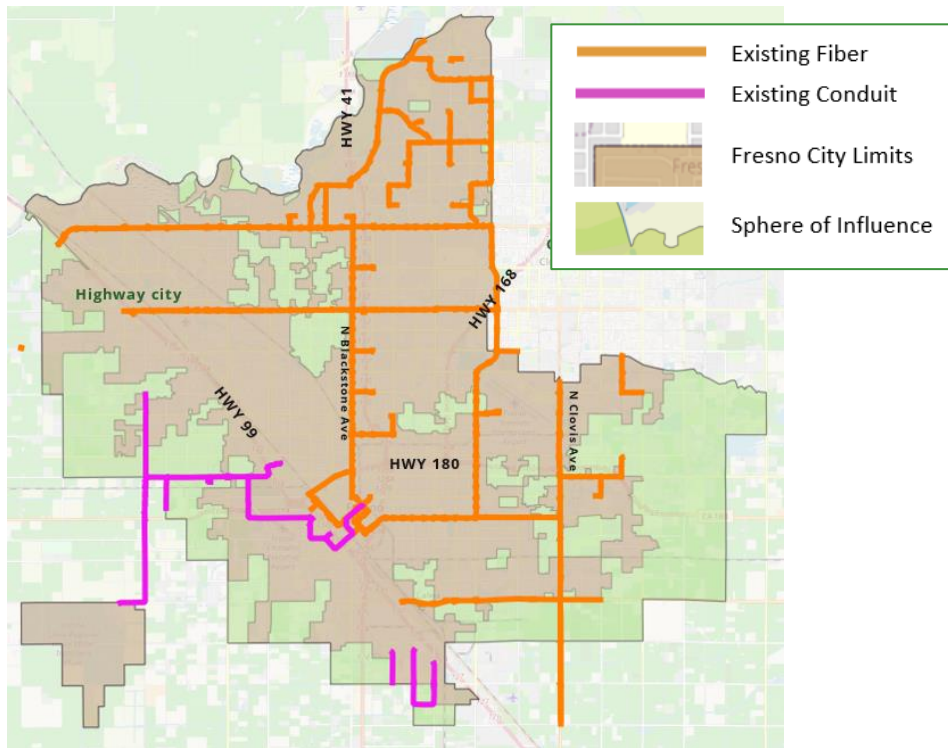 Existing Fiber
Existing Conduit
Fresno City Limits
Sphere of Influence
HWY 41
HWY 168
Highway city
N Blackstone Ave
HWY 99
N Clovis Ave
HWY 180